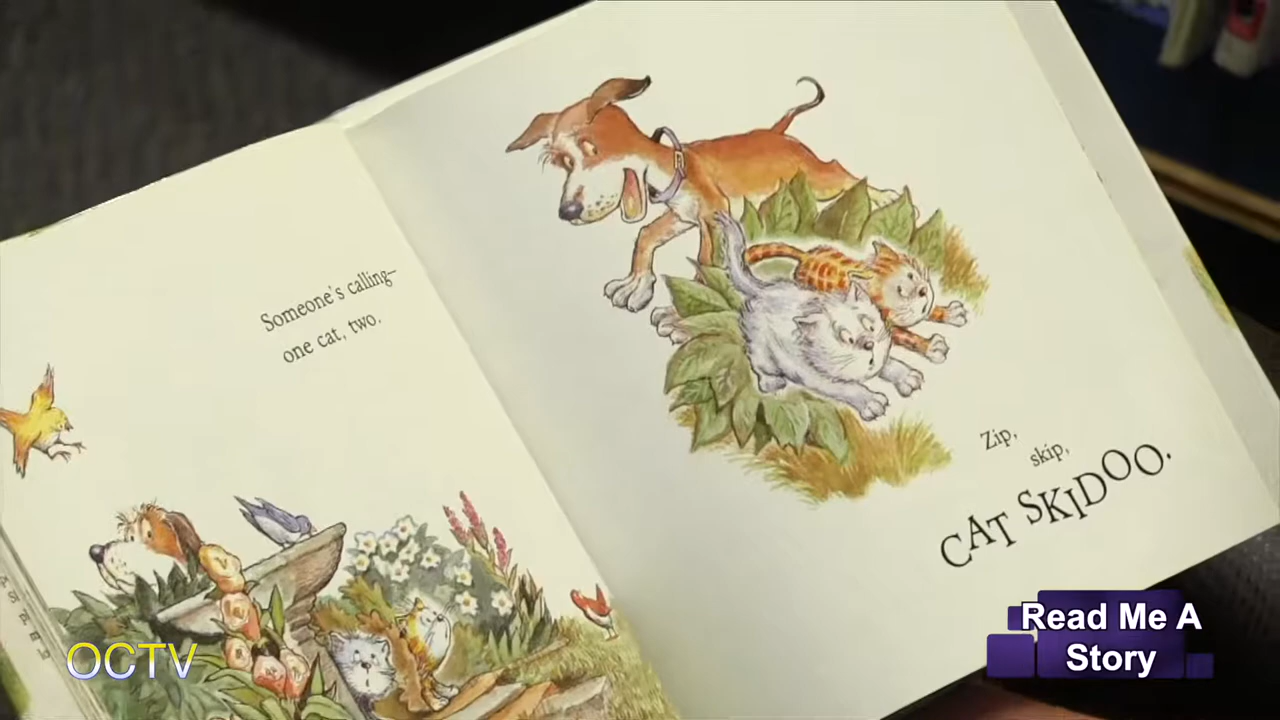 Someone's calling–
one cat, two.
Zip,
skip,
CAT SKIDOO.
OCTV
Read Me A
Story